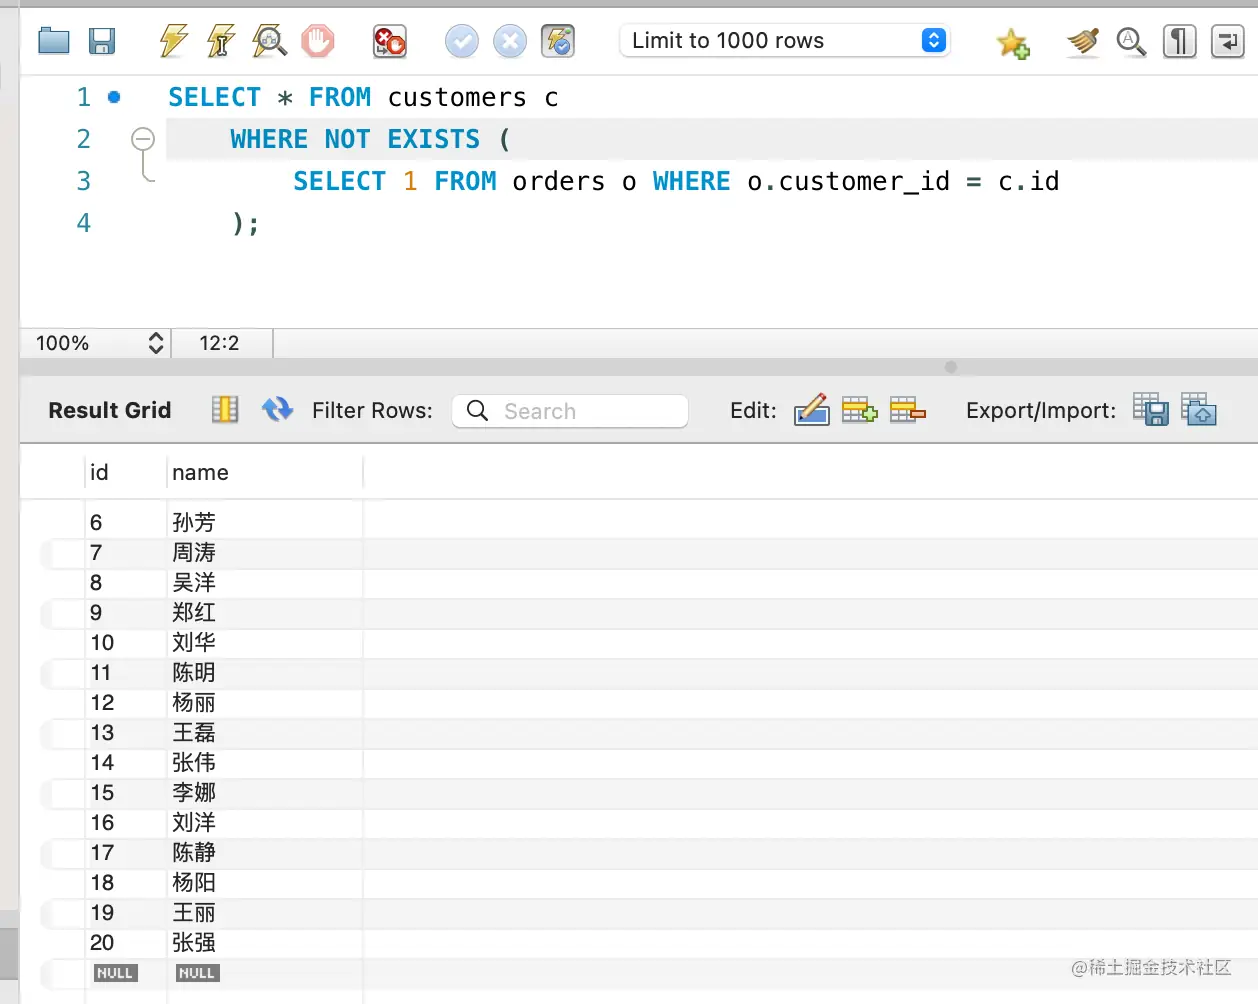 Limit to 1000 rows
1 SELECT * FROM customers c
2 WHERE NOT EXISTS (
3 SELECT 1 FROM orders o WHERE o.customer_id = c.id
4 );
100% 12:2
Result Grid Filter Rows: Search Edit: Export/Import:
id name
6 孙芳
7 周涛
8 吴洋
9 郑红
10 刘华
11 陈明
12 杨丽
13 王磊
14 张伟
15 李娜
16 刘洋
17 陈静
18 杨阳
19 王丽
20 张强
NULL NULL
@稀土掘金技术社区